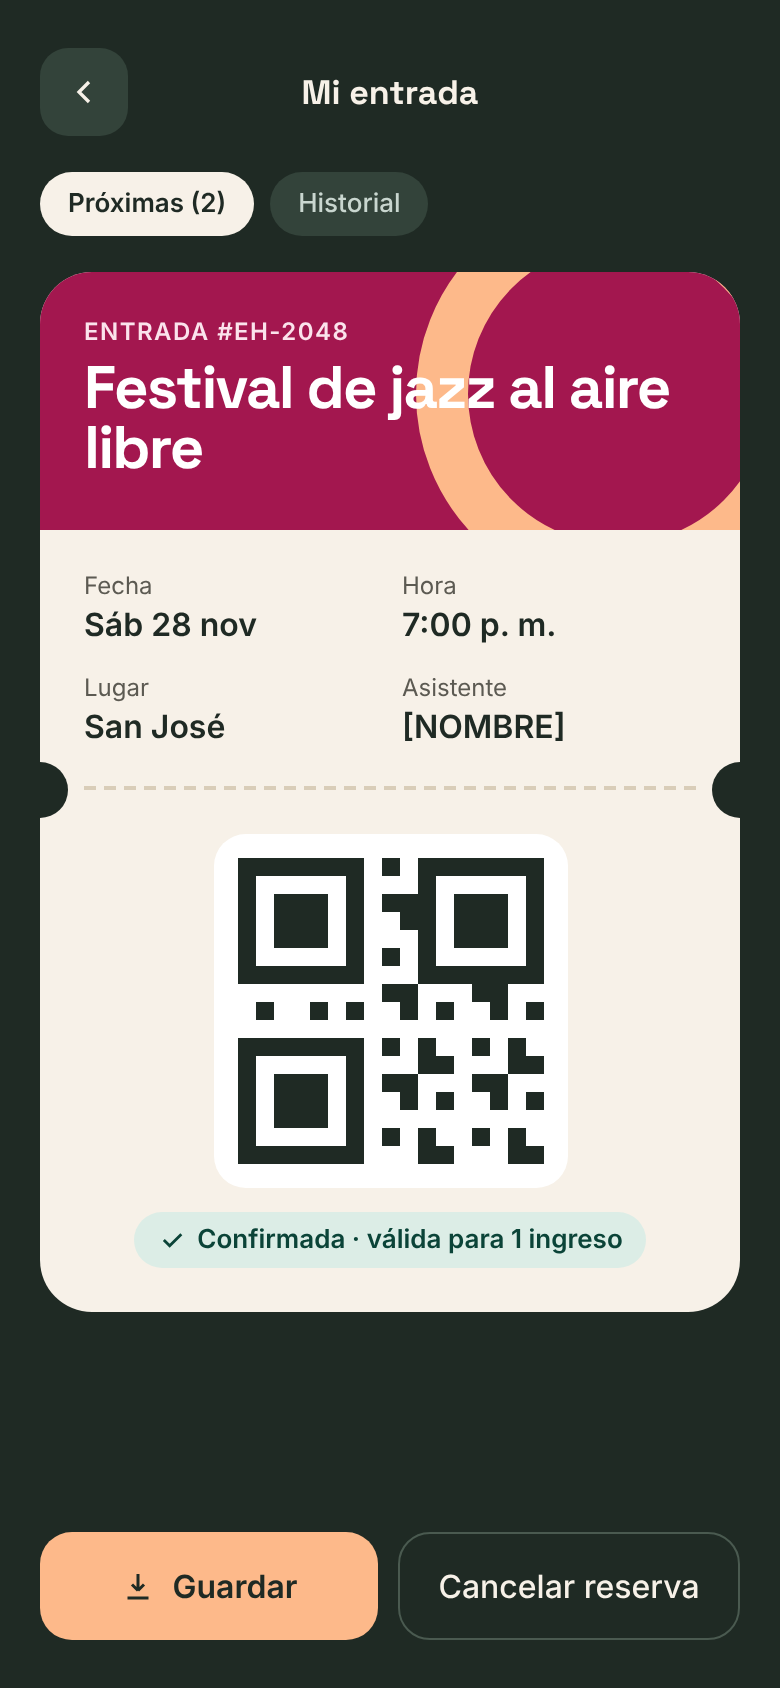 Mi entrada
Próximas (2)
Historial
ENTRADA #EH-2048
Festival de jazz al aire
libre
Fecha
Sáb 28 nov
Hora
7:00 p. m.
Lugar
San José
Asistente
[NOMBRE]
Confirmada · válida para 1 ingreso
Guardar
Cancelar reserva